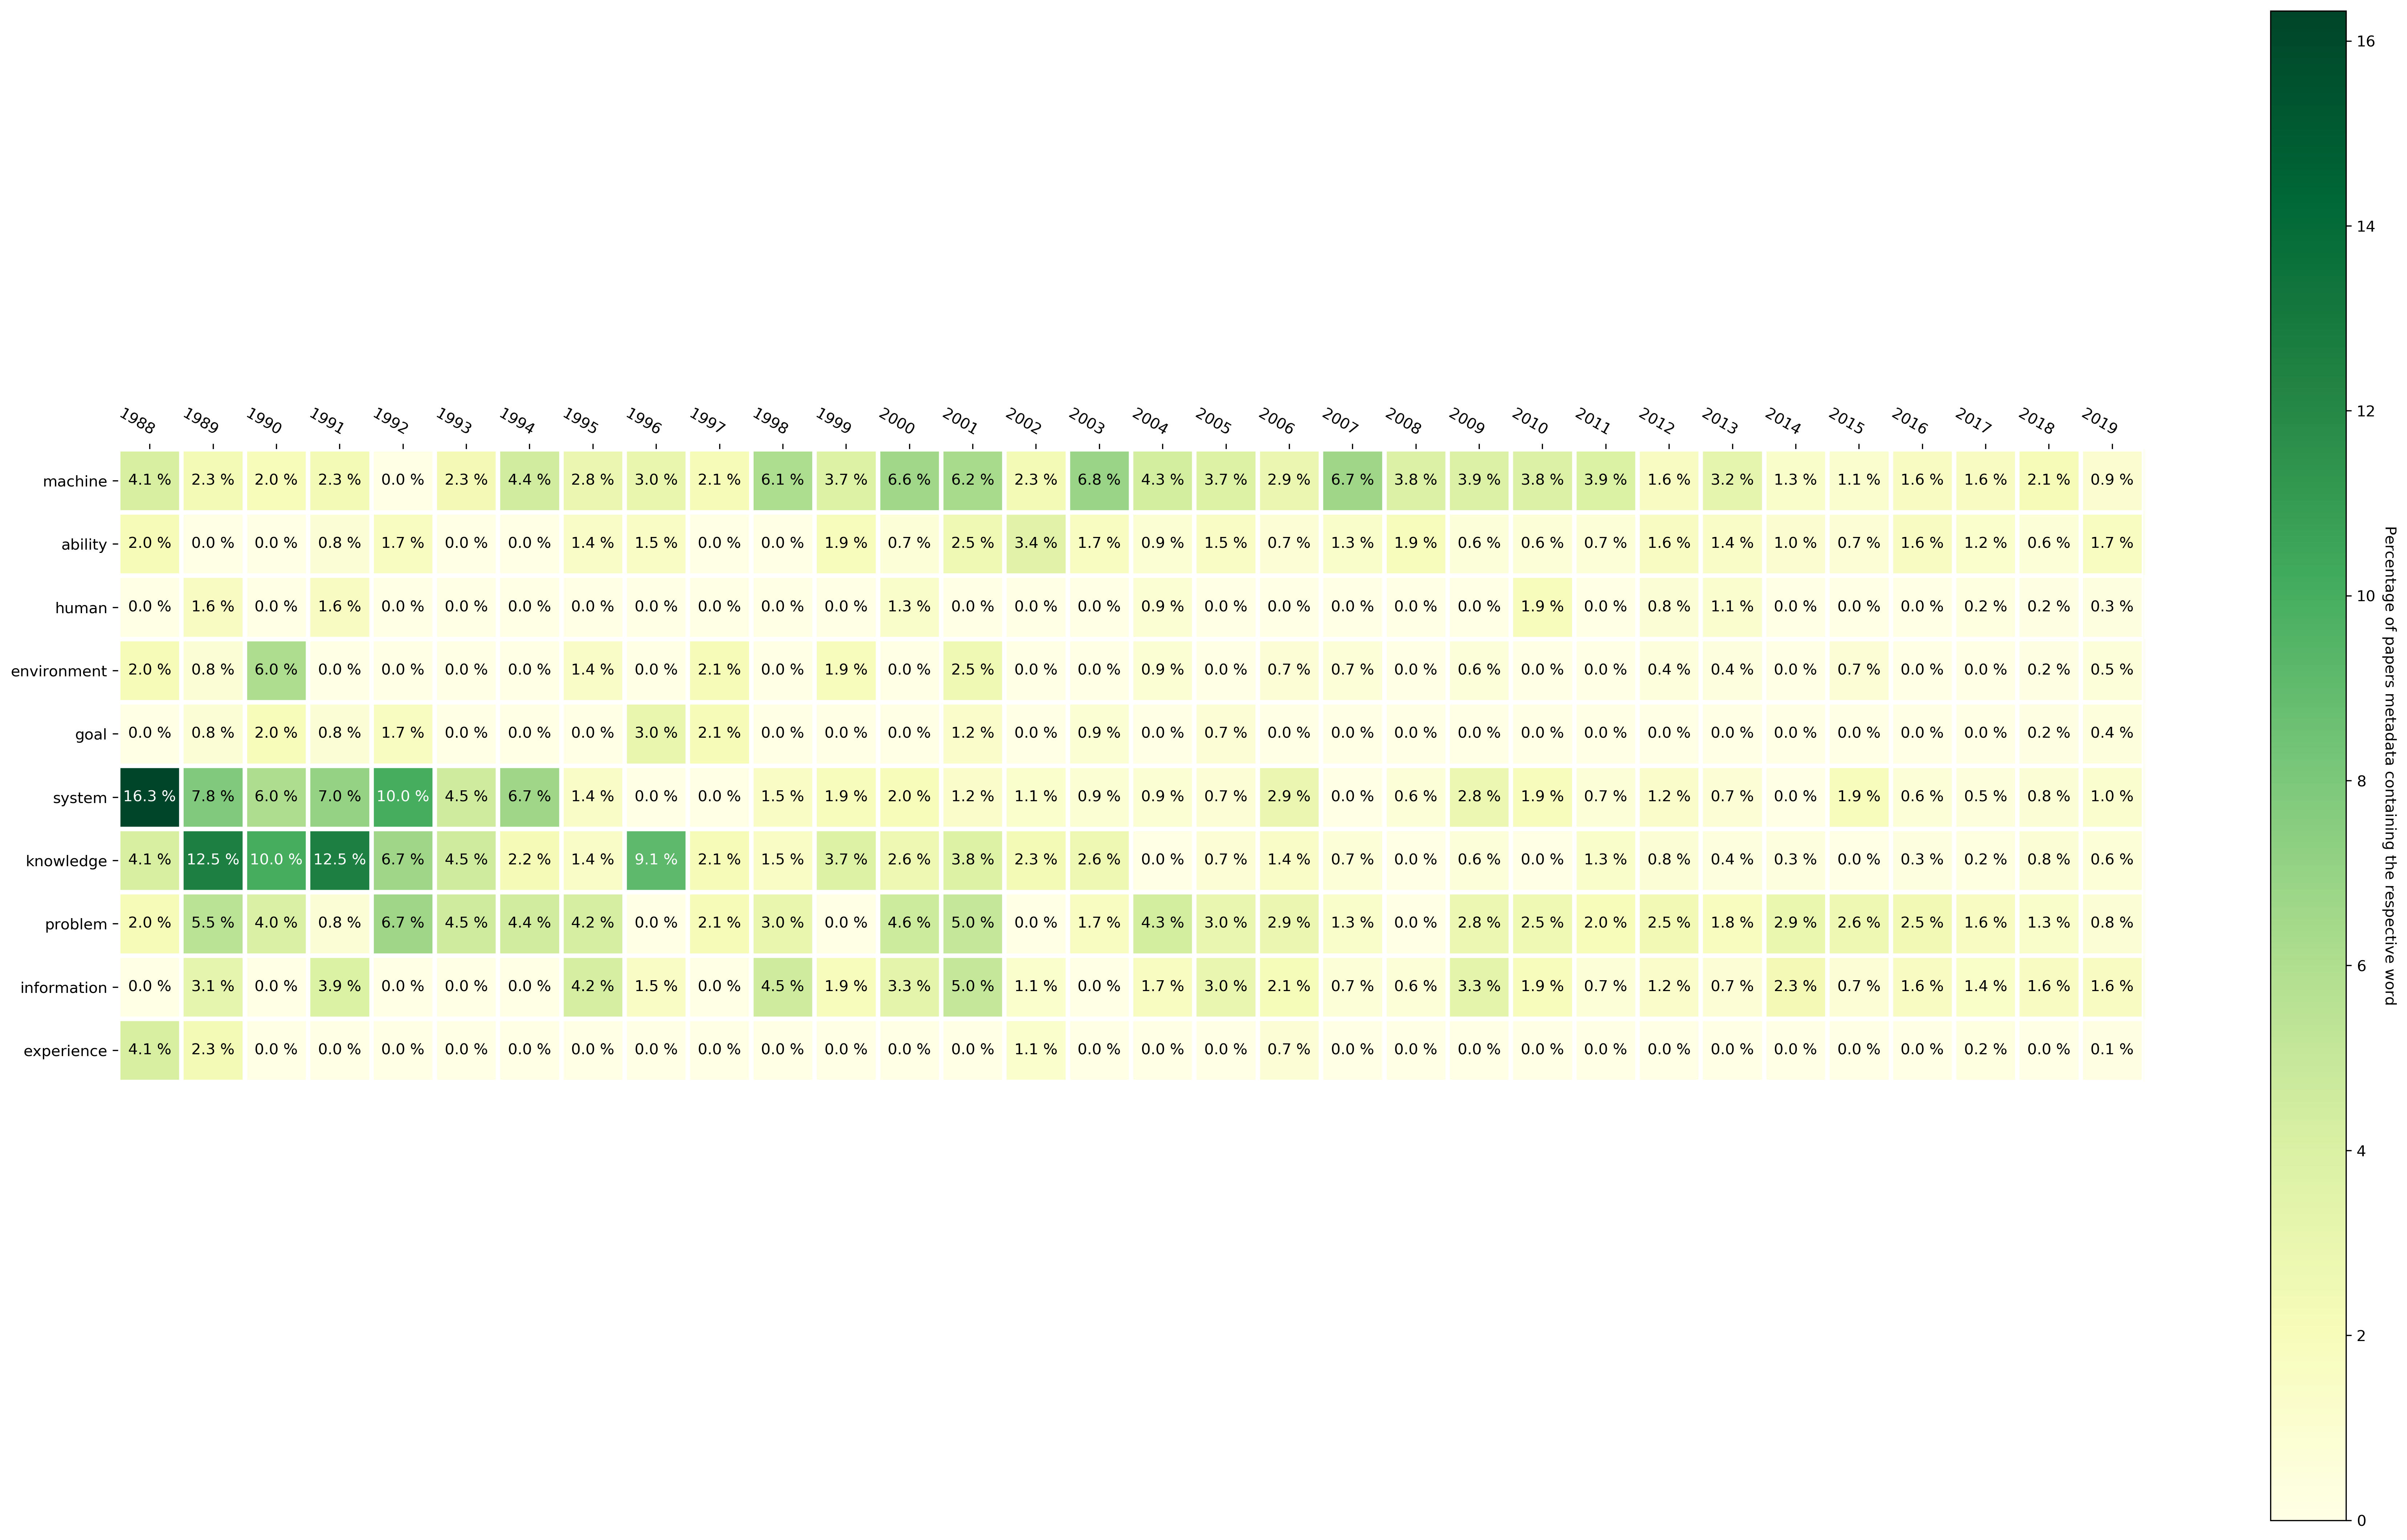 1988 1989 1990 1991 1992 1993 1994 1995 1996 1997 1998 1999 2000 2001 2002 2003 2004 2005 2006 2007 2008 2009 2010 2011 2012 2013 2014 2015 2016 2017 2018 2019
machine 4.1 % 2.3 % 2.0 % 2.3 % 0.0 % 2.3 % 4.4 % 2.8 % 3.0 % 2.1 % 6.1 % 3.7 % 6.6 % 6.2 % 2.3 % 6.8 % 4.3 % 3.7 % 2.9 % 6.7 % 3.8 % 3.9 % 3.8 % 3.9 % 1.6 % 3.2 % 1.3 % 1.1 % 1.6 % 1.6 % 2.1 % 0.9 %
ability 2.0 % 0.0 % 0.0 % 0.8 % 1.7 % 0.0 % 0.0 % 1.4 % 1.5 % 0.0 % 0.0 % 1.9 % 0.7 % 2.5 % 3.4 % 1.7 % 0.9 % 1.5 % 0.7 % 1.3 % 1.9 % 0.6 % 0.6 % 0.7 % 1.6 % 1.4 % 1.0 % 0.7 % 1.6 % 1.2 % 0.6 % 1.7 %
human 0.0 % 1.6 % 0.0 % 1.6 % 0.0 % 0.0 % 0.0 % 0.0 % 0.0 % 0.0 % 0.0 % 0.0 % 1.3 % 0.0 % 0.0 % 0.0 % 0.9 % 0.0 % 0.0 % 0.0 % 0.0 % 0.0 % 1.9 % 0.0 % 0.8 % 1.1 % 0.0 % 0.0 % 0.0 % 0.2 % 0.2 % 0.3 %
environment 2.0 % 0.8 % 6.0 % 0.0 % 0.0 % 0.0 % 0.0 % 1.4 % 0.0 % 2.1 % 0.0 % 1.9 % 0.0 % 2.5 % 0.0 % 0.0 % 0.9 % 0.0 % 0.7 % 0.7 % 0.0 % 0.6 % 0.0 % 0.0 % 0.4 % 0.4 % 0.0 % 0.7 % 0.0 % 0.0 % 0.2 % 0.5 %
goal 0.0 % 0.8 % 2.0 % 0.8 % 1.7 % 0.0 % 0.0 % 0.0 % 3.0 % 2.1 % 0.0 % 0.0 % 0.0 % 1.2 % 0.0 % 0.9 % 0.0 % 0.7 % 0.0 % 0.0 % 0.0 % 0.0 % 0.0 % 0.0 % 0.0 % 0.0 % 0.0 % 0.0 % 0.0 % 0.0 % 0.2 % 0.4 %
system 16.3 % 7.8 % 6.0 % 7.0 % 10.0 % 4.5 % 6.7 % 1.4 % 0.0 % 0.0 % 1.5 % 1.9 % 2.0 % 1.2 % 1.1 % 0.9 % 0.9 % 0.7 % 2.9 % 0.0 % 0.6 % 2.8 % 1.9 % 0.7 % 1.2 % 0.7 % 0.0 % 1.9 % 0.6 % 0.5 % 0.8 % 1.0 %
knowledge 4.1 % 12.5 % 10.0 % 12.5 % 6.7 % 4.5 % 2.2 % 1.4 % 9.1 % 2.1 % 1.5 % 3.7 % 2.6 % 3.8 % 2.3 % 2.6 % 0.0 % 0.7 % 1.4 % 0.7 % 0.0 % 0.6 % 0.0 % 1.3 % 0.8 % 0.4 % 0.3 % 0.0 % 0.3 % 0.2 % 0.8 % 0.6 %
problem 2.0 % 5.5 % 4.0 % 0.8 % 6.7 % 4.5 % 4.4 % 4.2 % 0.0 % 2.1 % 3.0 % 0.0 % 4.6 % 5.0 % 0.0 % 1.7 % 4.3 % 3.0 % 2.9 % 1.3 % 0.0 % 2.8 % 2.5 % 2.0 % 2.5 % 1.8 % 2.9 % 2.6 % 2.5 % 1.6 % 1.3 % 0.8 %
information 0.0 % 3.1 % 0.0 % 3.9 % 0.0 % 0.0 % 0.0 % 4.2 % 1.5 % 0.0 % 4.5 % 1.9 % 3.3 % 5.0 % 1.1 % 0.0 % 1.7 % 3.0 % 2.1 % 0.7 % 0.6 % 3.3 % 1.9 % 0.7 % 1.2 % 0.7 % 2.3 % 0.7 % 1.6 % 1.4 % 1.6 % 1.6 %
experience 4.1 % 2.3 % 0.0 % 0.0 % 0.0 % 0.0 % 0.0 % 0.0 % 0.0 % 0.0 % 0.0 % 0.0 % 0.0 % 0.0 % 1.1 % 0.0 % 0.0 % 0.0 % 0.7 % 0.0 % 0.0 % 0.0 % 0.0 % 0.0 % 0.0 % 0.0 % 0.0 % 0.0 % 0.0 % 0.2 % 0.0 % 0.1 %
16
14
12
10
8
6
4
2
0
Percentage of papers metadata containing the respective word